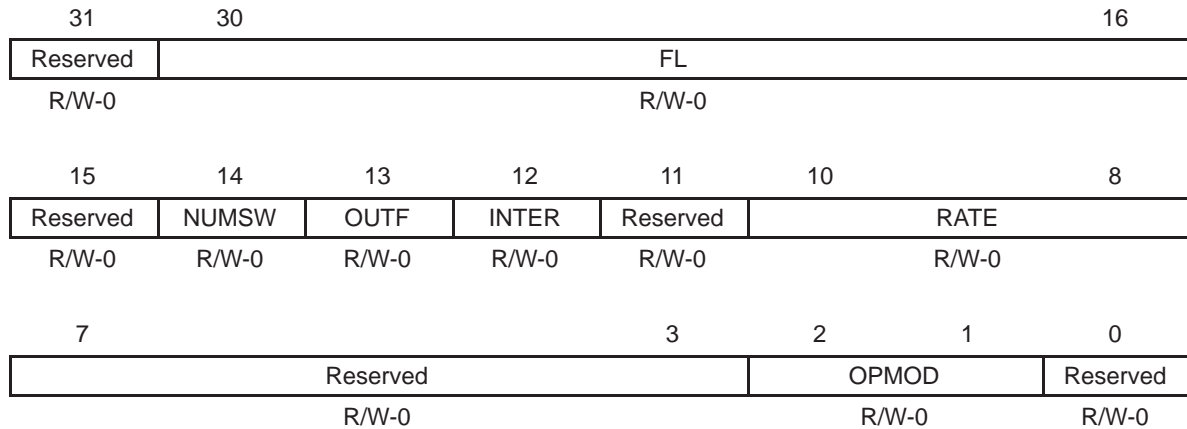 31 30 16
Reserved FL
R/W-0 R/W-0
15 14 13 12 11 10 8
Reserved NUMSW OUTF INTER Reserved RATE
R/W-0 R/W-0 R/W-0 R/W-0 R/W-0 R/W-0
7 3 2 1 0
Reserved OPMOD Reserved
R/W-0 R/W-0 R/W-0